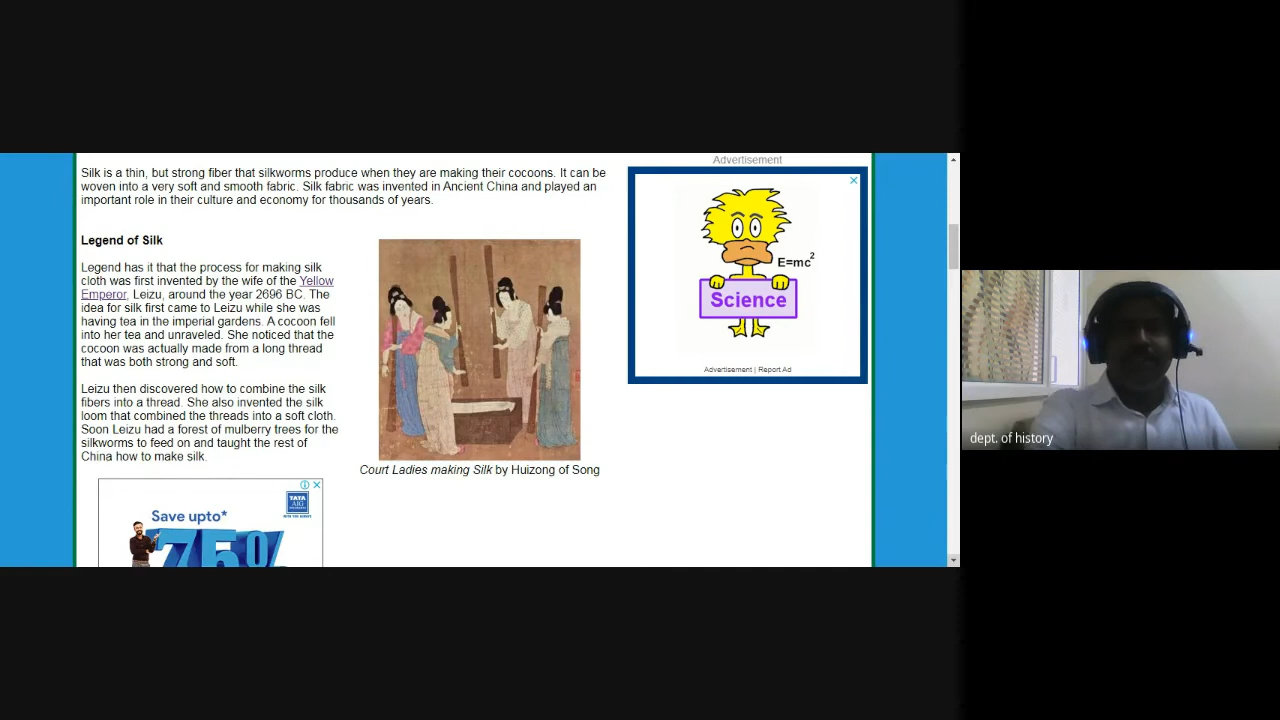 Silk is a thin, but strong fiber that silkworms produce when they are making their cocoons. It can be
woven into a very soft and smooth fabric. Silk fabric was invented in Ancient China and played an
important role in their culture and economy for thousands of years.
Legend of Silk
Legend has it that the process for making silk
cloth was first invented by the wife of the Yellow
Emperor, Leizu, around the year 2696 BC. The
idea for silk first came to Leizu while she was
having tea in the imperial gardens. A cocoon fell
into her tea and unraveled. She noticed that the
cocoon was actually made from a long thread
that was both strong and soft.
Leizu then discovered how to combine the silk
fibers into a thread. She also invented the silk
loom that combined the threads into a soft cloth.
Soon Leizu had a forest of mulberry trees for the
silkworms to feed on and taught the rest of
China how to make silk.
Court Ladies making Silk by Huizong of Song
Save upto*
75%
TATA
AIG
Advertisement
E=mc²
Science
Advertisement | Report Ad
dept. of history